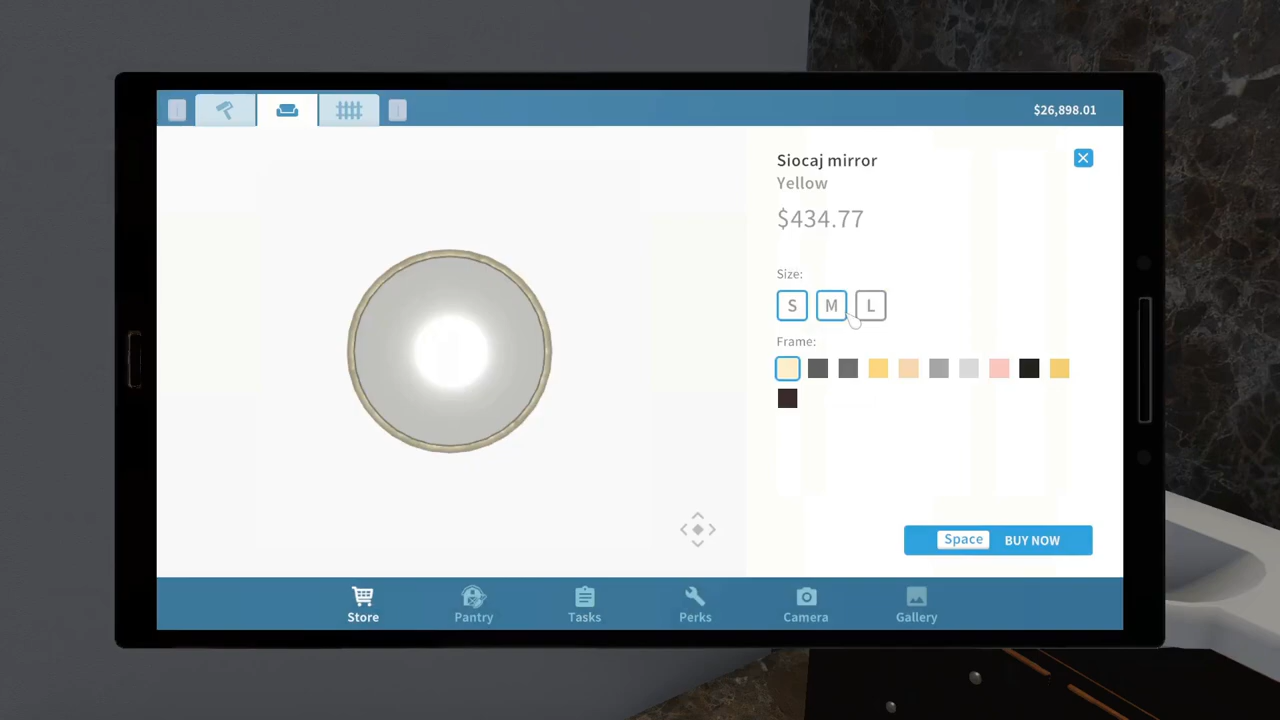 $26,898.01
Siocaj mirror
Yellow
$434.77
Size:
S M L
Frame:
Space BUY NOW
Store Pantry Tasks Perks Camera Gallery